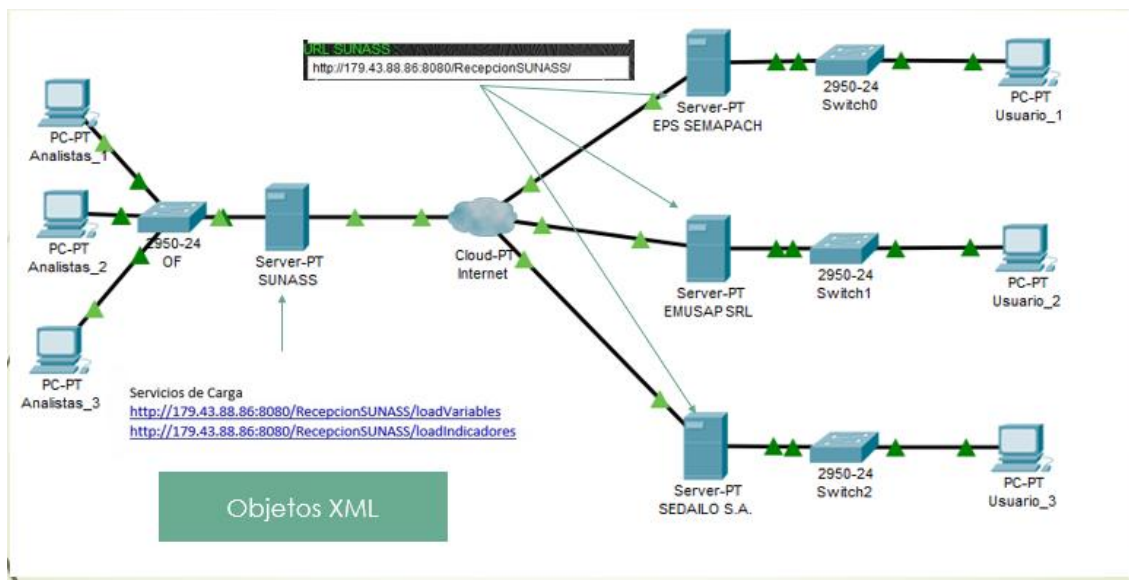 URL SUNASS
http://179.43.88.86:8080/RecepcionSUNASS/
PC-PT
Analistas_1
PC-PT
Analistas_2
PC-PT
Analistas_3
2950-24
OF
Server-PT
SUNASS
Cloud-PT
Internet
Server-PT
EPS SEMAPACH
2950-24
Switch0
PC-PT
Usuario_1
Server-PT
EMUSAP SRL
2950-24
Switch1
PC-PT
Usuario_2
Server-PT
SEDAILO S.A.
2950-24
Switch2
PC-PT
Usuario_3
Servicios de Carga
http://179.43.88.86:8080/RecepcionSUNASS/loadVariables
http://179.43.88.86:8080/RecepcionSUNASS/loadIndicadores
Objetos XML